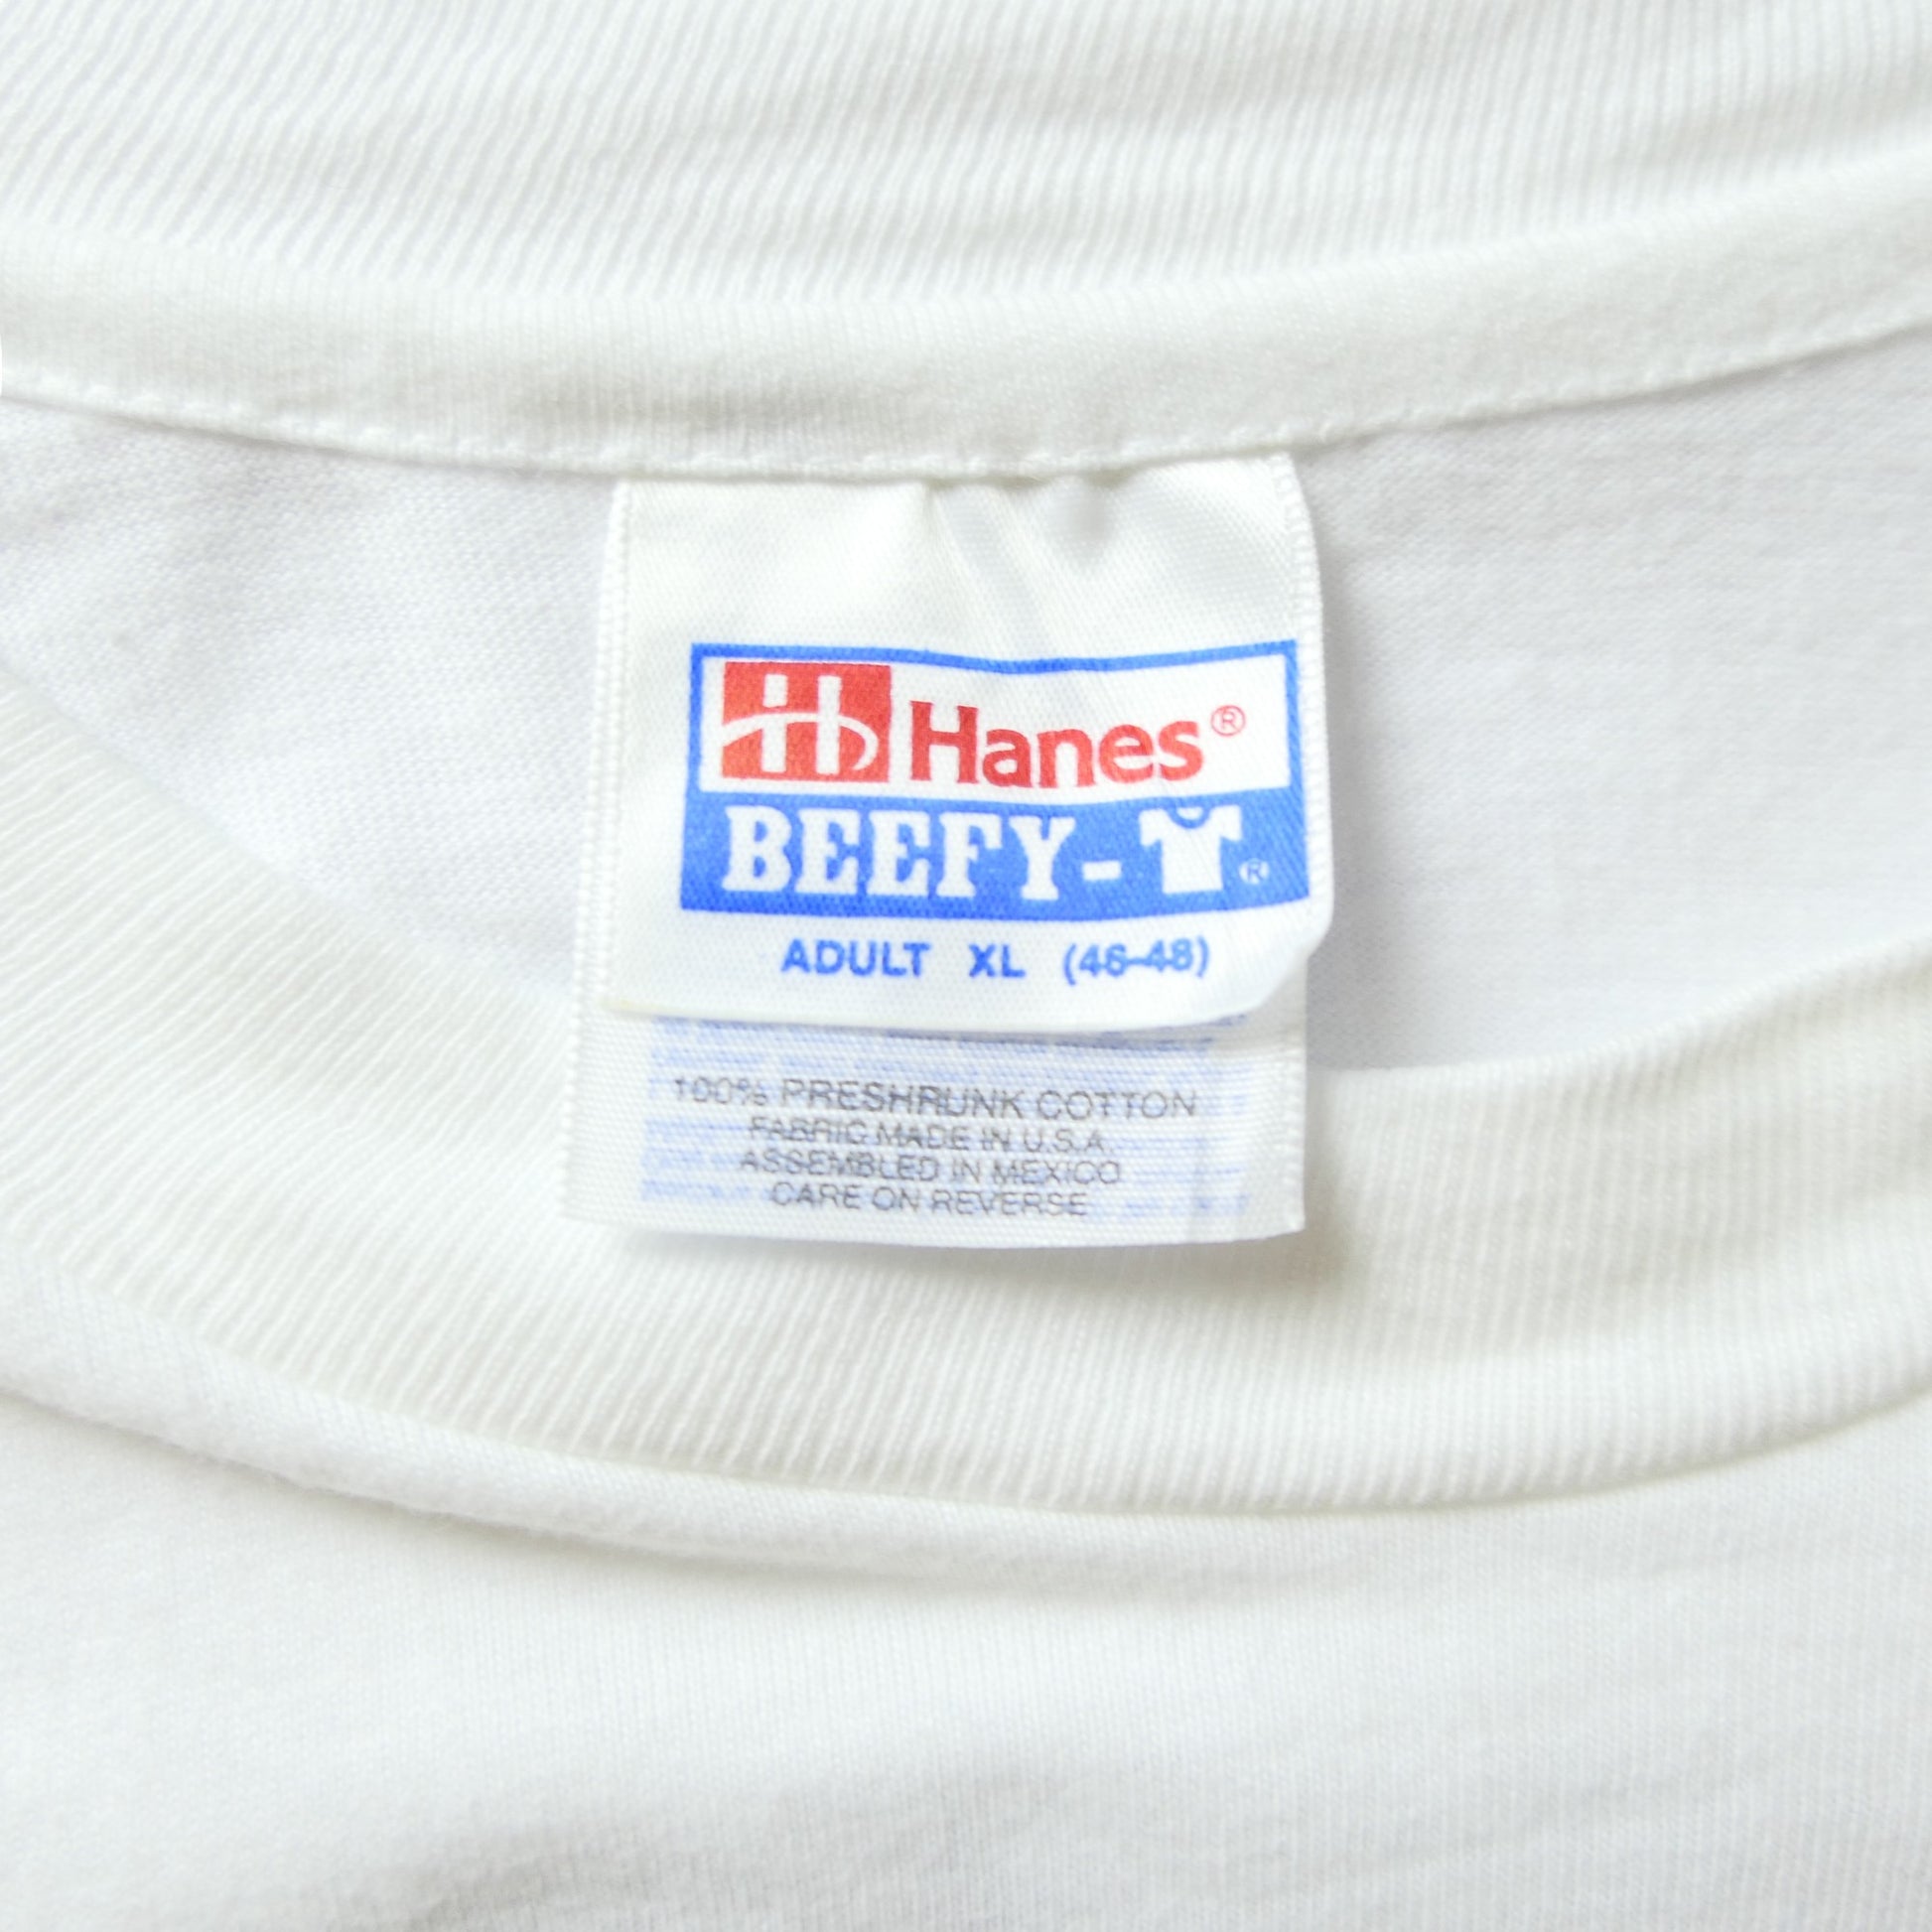 H Hanes®
BEEFY-T®
ADULT XL (46-48)
100% PRESHRUNK COTTON
FABRIC MADE IN U.S.A.
ASSEMBLED IN MEXICO
CARE ON REVERSE